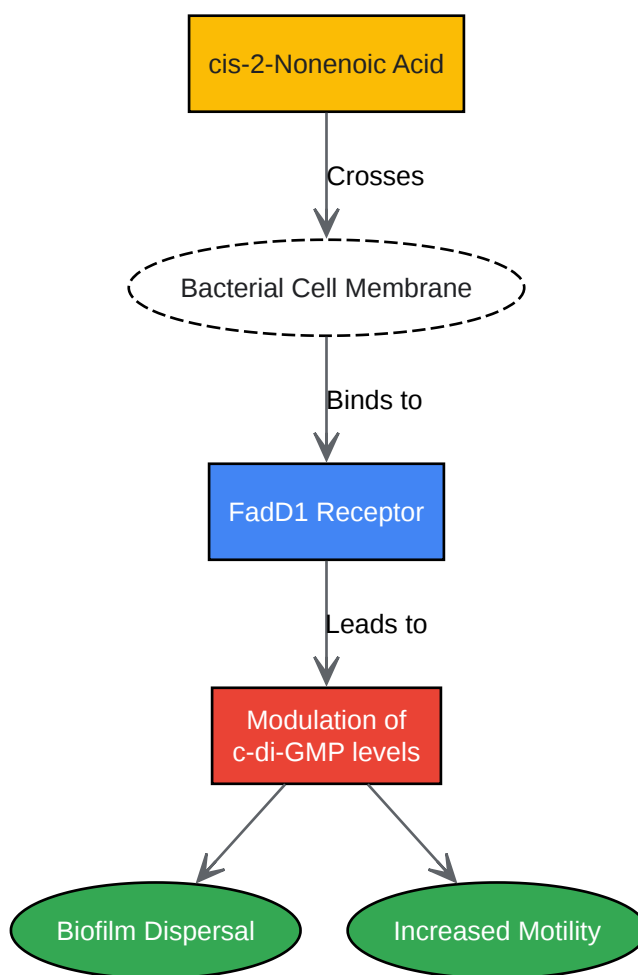 cis-2-Nonenoic Acid
Crosses
Bacterial Cell Membrane
Binds to
FadD1 Receptor
Leads to
Modulation of
c-di-GMP levels
Biofilm Dispersal
Increased Motility